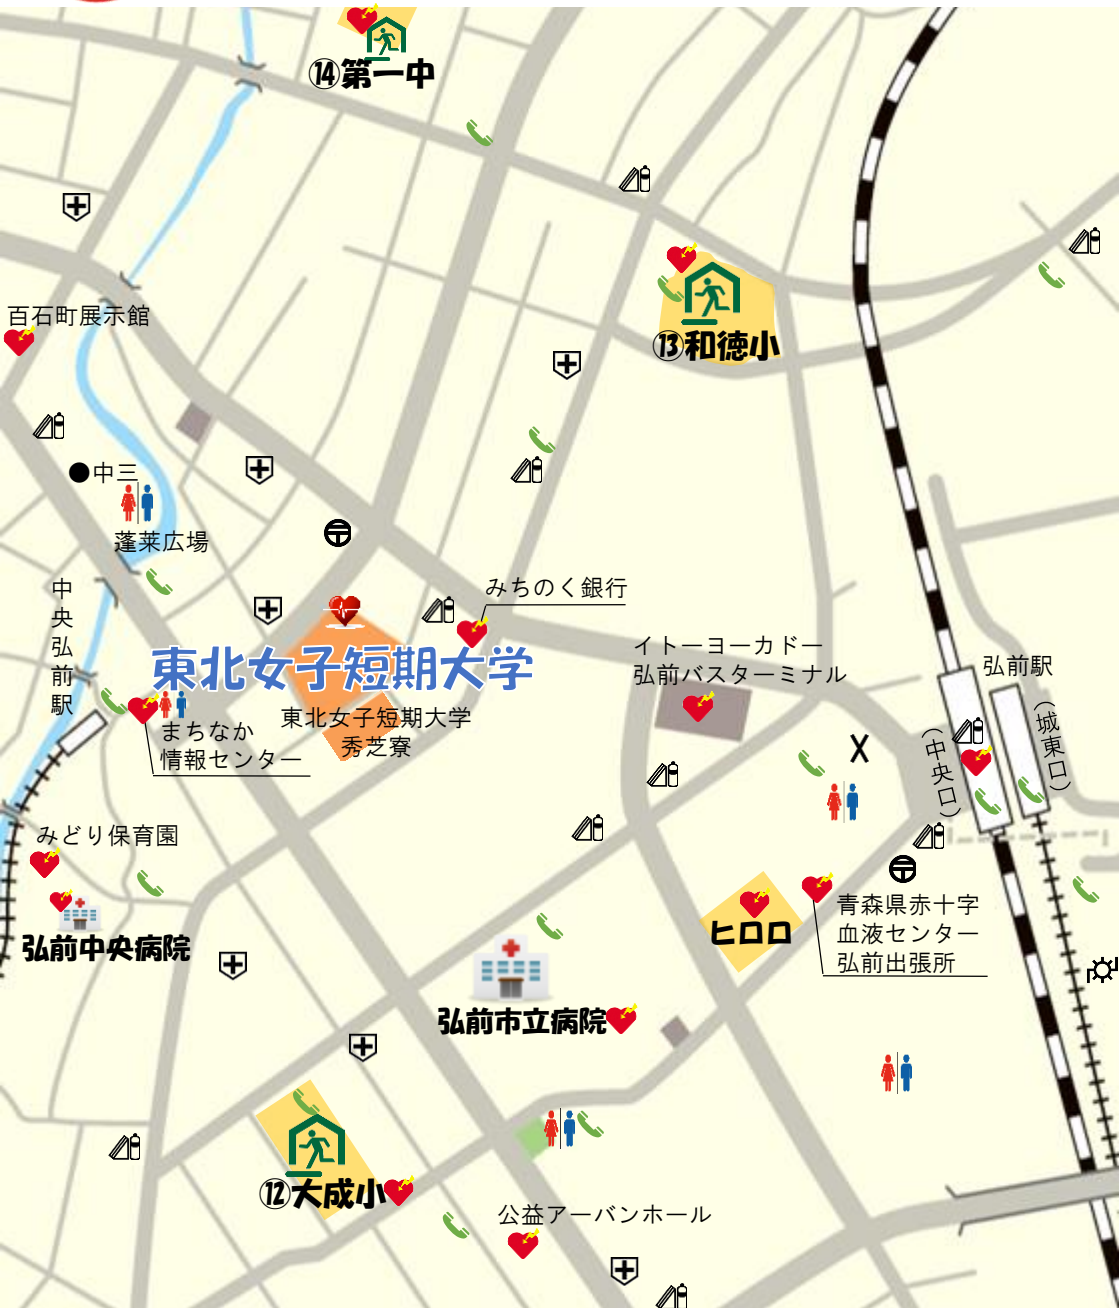 ⑭第一中
百石町展示館
⑬和徳小
中三
蓬莱広場
中央弘前駅
みちのく銀行
イトーヨーカドー
弘前バスターミナル
弘前駅
東北女子短期大学
東北女子短期大学
秀芝寮
まちなか
情報センター
(中央口)
(城東口)
みどり保育園
弘前中央病院
ヒロロ
青森県赤十字
血液センター
弘前出張所
弘前市立病院
⑫大成小
公益アーバンホール